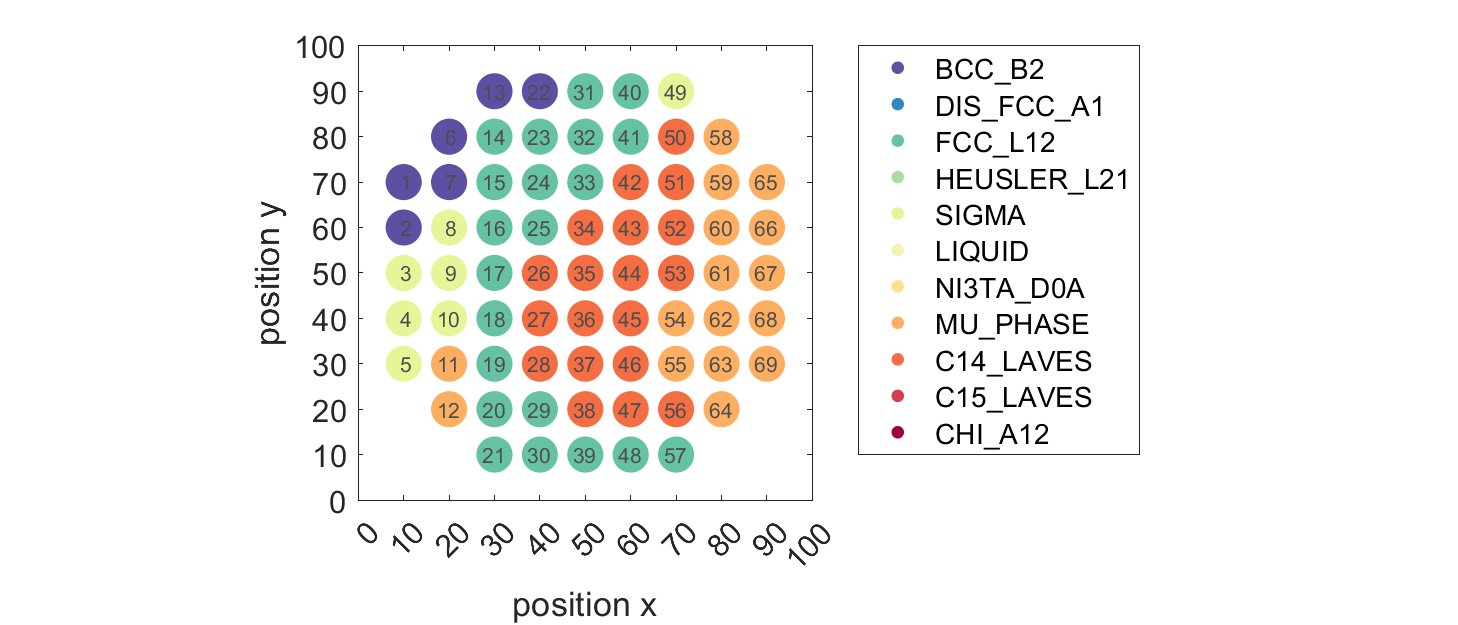 100
90
80
70
60
50
40
30
20
10
0
position y
13 22 31 40 49
6 14 23 32 41 50 58
1 7 15 24 33 42 51 59 65
2 8 16 25 34 43 52 60 66
3 9 17 26 35 44 53 61 67
4 10 18 27 36 45 54 62 68
5 11 19 28 37 46 55 63 69
12 20 29 38 47 56 64
21 30 39 48 57
0 10 20 30 40 50 60 70 80 90 100
position x
BCC_B2
DIS_FCC_A1
FCC_L12
HEUSLER_L21
SIGMA
LIQUID
NI3TA_D0A
MU_PHASE
C14_LAVES
C15_LAVES
CHI_A12